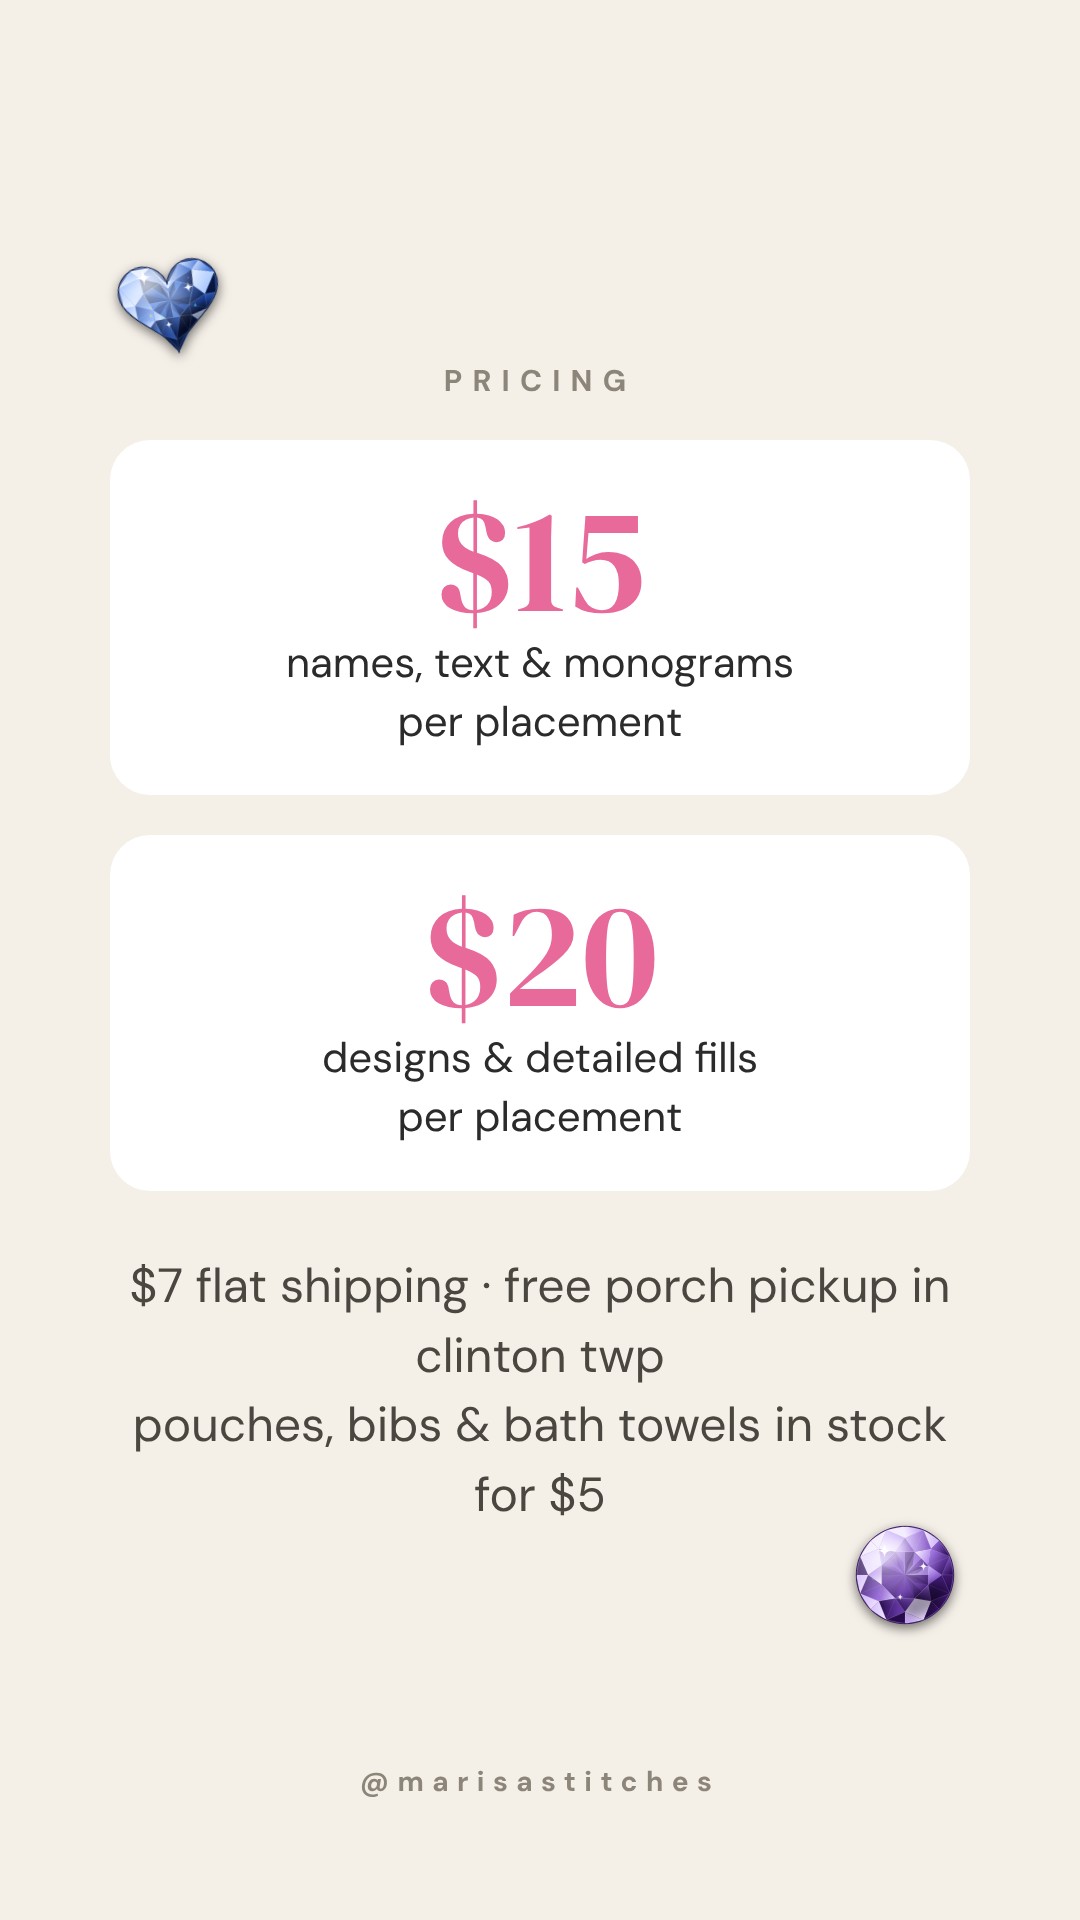 PRICING
$15
names, text & monograms
per placement
$20
designs & detailed fills
per placement
$7 flat shipping · free porch pickup in
clinton twp
pouches, bibs & bath towels in stock
for $5
@marisastitches